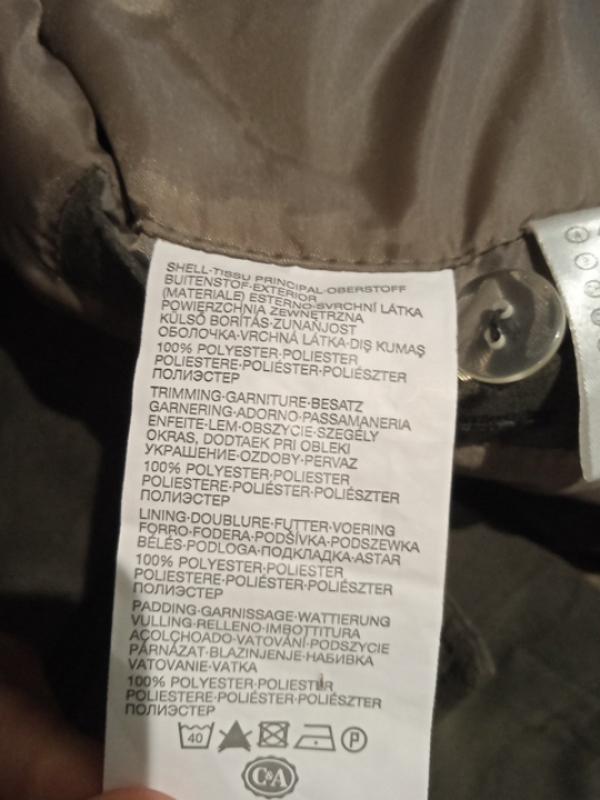 SHELL·TISSU PRINCIPAL·OBERSTOFF
BUITENSTOF·EXTERIOR
(MATERIALE) ESTERNO·SVRCHNÍ LÁTKA
POWIERZCHNIA ZEWNĘTRZNA
KÜLSŐ BORÍTÁS·ZUNANJOST
ОБОЛОЧКА·VRCHNÁ LÁTKA·DIŞ KUMAŞ
100% POLYESTER·POLIESTER
POLIESTERE·POLIÉSTER·POLIÉSZTER
ПОЛИЭСТЕР
TRIMMING·GARNITURE·BESATZ
GARNERING·ADORNO·PASSAMANERIA
ENFEITE·LEM·OBSZYCIE·SZEGÉLY
OKRAS, DODTAEK PRI OBLEKI
УКРАШЕНИЕ·OZDOBY·PERVAZ
100% POLYESTER·POLIESTER
POLIESTERE·POLIÉSTER·POLIÉSZTER
ПОЛИЭСТЕР
LINING·DOUBLURE·FUTTER·VOERING
FORRO·FODERA·PODŠÍVKA·PODSZEWKA
BÉLÉS·PODLOGA·ПОДКЛАДКА·ASTAR
100% POLYESTER·POLIESTER
POLIESTERE·POLIÉSTER·POLIÉSZTER
ПОЛИЭСТЕР
PADDING·GARNISSAGE·WATTIERUNG
VULLING·RELLENO·IMBOTTITURA
ACOLCHOADO·VATOVÁNÍ·PODSZYCIE
PÁRNÁZAT·BLAZINJENJE·НАБИВКА
VATOVANIE·VATKA
100% POLYESTER·POLIESTER
POLIESTERE·POLIÉSTER·POLIÉSZTER
ПОЛИЭСТЕР
40 P
C&A